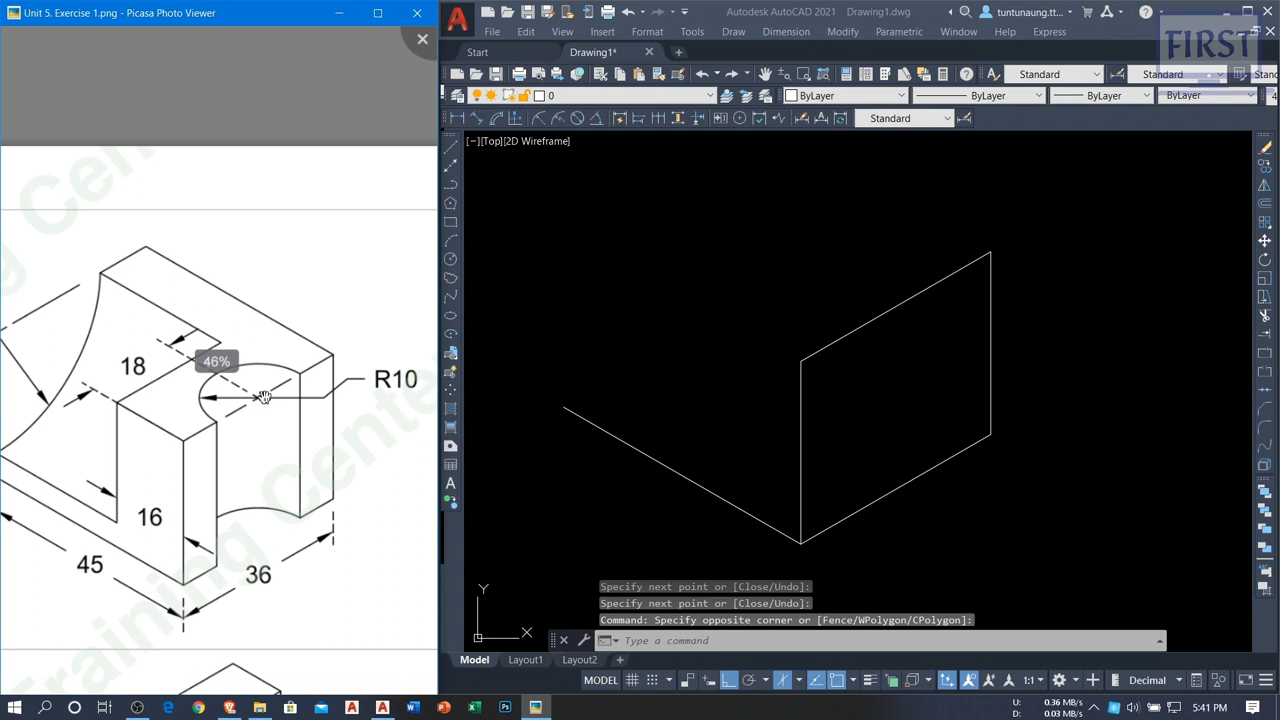 Unit 5. Exercise 1.png - Picasa Photo Viewer
Autodesk AutoCAD 2021 Drawing1.dwg
tuntunaung.tt...
FIRST
File Edit View Insert Format Tools Draw Dimension Modify Parametric Window Help Express
Start Drawing1*
Standard Standard Stand
0 ByLayer ByLayer ByLayer ByLayer
Standard
[−][Top][2D Wireframe]
18
46%
R10
16
45
36
Training Center
Specify next point or [Close/Undo]:
Specify next point or [Close/Undo]:
Command: Specify opposite corner or [Fence/WPolygon/CPolygon]:
Y
X
Type a command
Model Layout1 Layout2
MODEL 1:1 Decimal
U: 0.36 MB/s
D: 0.03 MB/s
5:41 PM